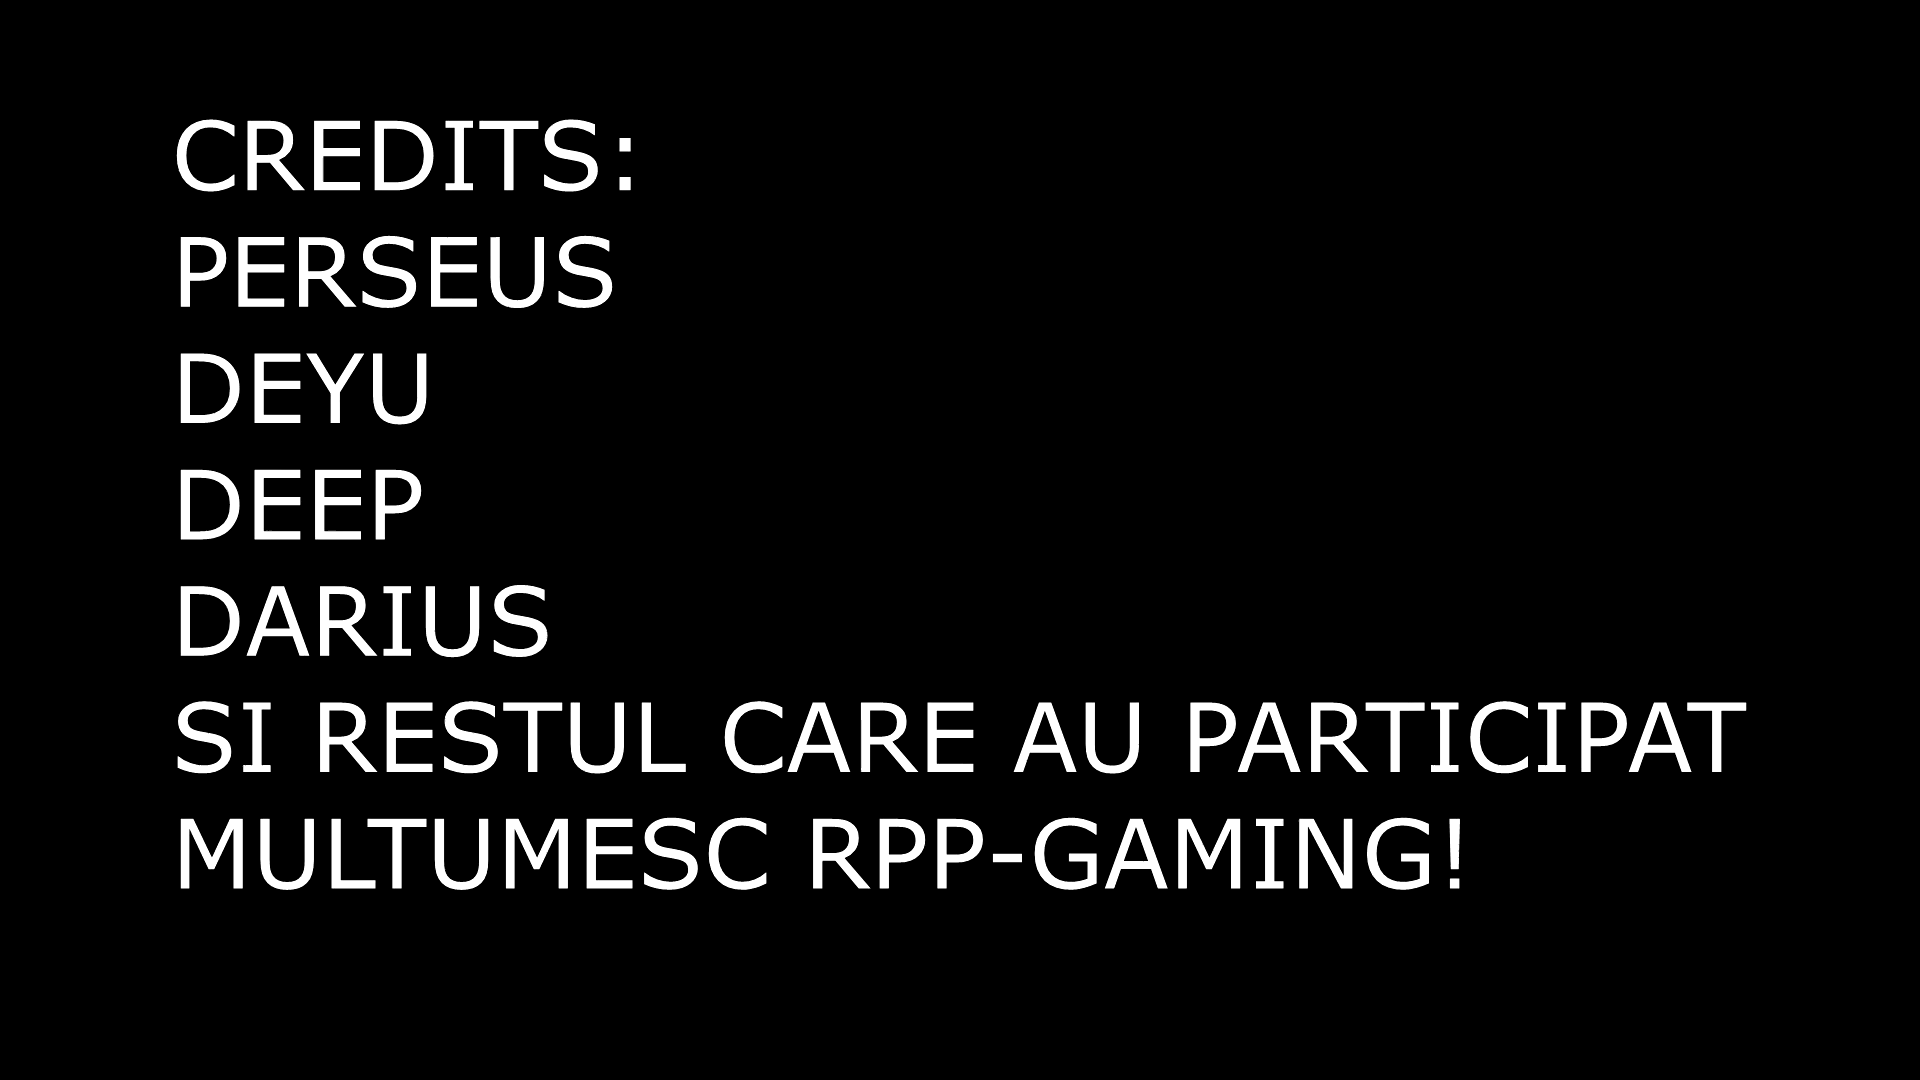 CREDITS:
PERSEUS
DEYU
DEEP
DARIUS
SI RESTUL CARE AU PARTICIPAT
MULTUMESC RPP-GAMING!